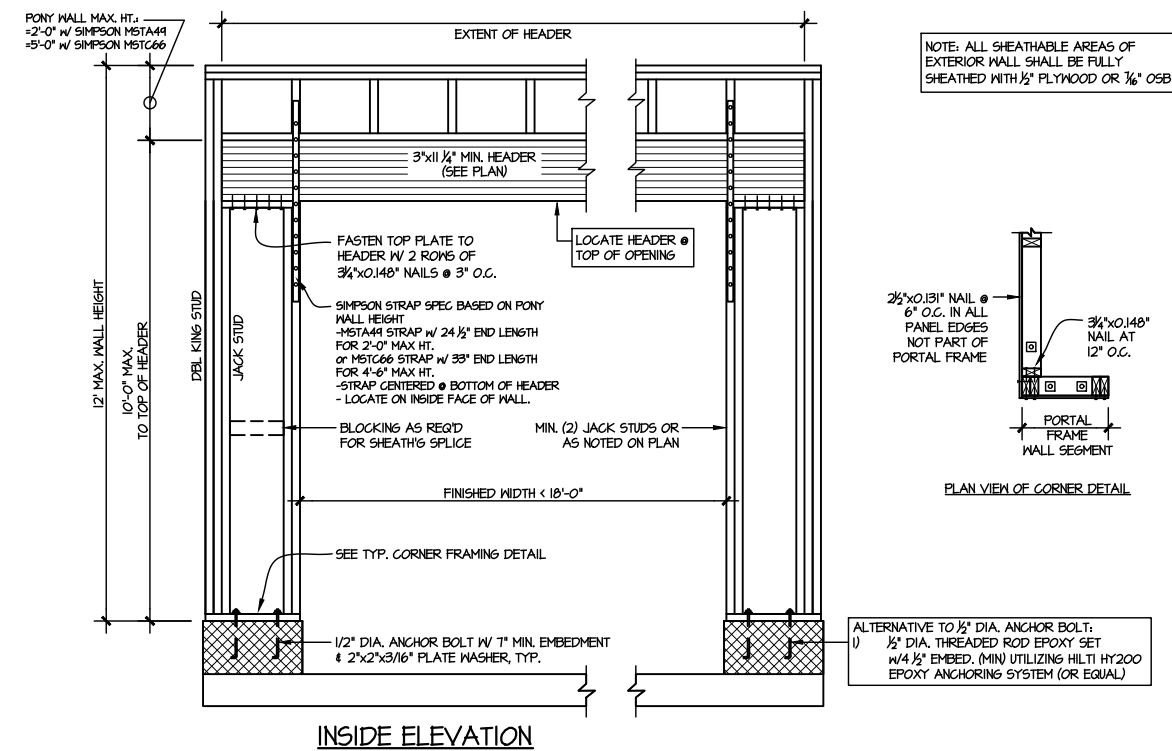 PONY WALL MAX. HT.:
=2'-0" W/ SIMPSON MSTA49
=5'-0" W/ SIMPSON MSTC66
EXTENT OF HEADER
NOTE: ALL SHEATHABLE AREAS OF
EXTERIOR WALL SHALL BE FULLY
SHEATHED WITH 1/2" PLYWOOD OR 7/16" OSB
3"x11 1/4" MIN. HEADER
(SEE PLAN)
FASTEN TOP PLATE TO
HEADER W/ 2 ROWS OF
3 1/4"x0.148" NAILS @ 3" O.C.
LOCATE HEADER @
TOP OF OPENING
12' MAX. WALL HEIGHT
10'-0" MAX.
TO TOP OF HEADER
DBL KING STUD
JACK STUD
SIMPSON STRAP SPEC BASED ON PONY
WALL HEIGHT
-MSTA49 STRAP W/ 24 1/2" END LENGTH
FOR 2'-0" MAX HT.
or MSTC66 STRAP W/ 33" END LENGTH
FOR 4'-6" MAX HT.
-STRAP CENTERED @ BOTTOM OF HEADER
- LOCATE ON INSIDE FACE OF WALL.
BLOCKING AS REQ'D
FOR SHEATH'G SPLICE
MIN. (2) JACK STUDS OR
AS NOTED ON PLAN
FINISHED WIDTH < 18'-0"
SEE TYP. CORNER FRAMING DETAIL
1/2" DIA. ANCHOR BOLT W/ 7" MIN. EMBEDMENT
& 2"x2"x3/16" PLATE WASHER, TYP.
2 1/2"x0.131" NAIL @
6" O.C. IN ALL
PANEL EDGES
NOT PART OF
PORTAL FRAME
3 1/4"x0.148"
NAIL AT
12" O.C.
PORTAL
FRAME
WALL SEGMENT
PLAN VIEW OF CORNER DETAIL
ALTERNATIVE TO 1/2" DIA. ANCHOR BOLT:
1) 1/2" DIA. THREADED ROD EPOXY SET
W/4 1/2" EMBED. (MIN) UTILIZING HILTI HY200
EPOXY ANCHORING SYSTEM (OR EQUAL)
INSIDE ELEVATION